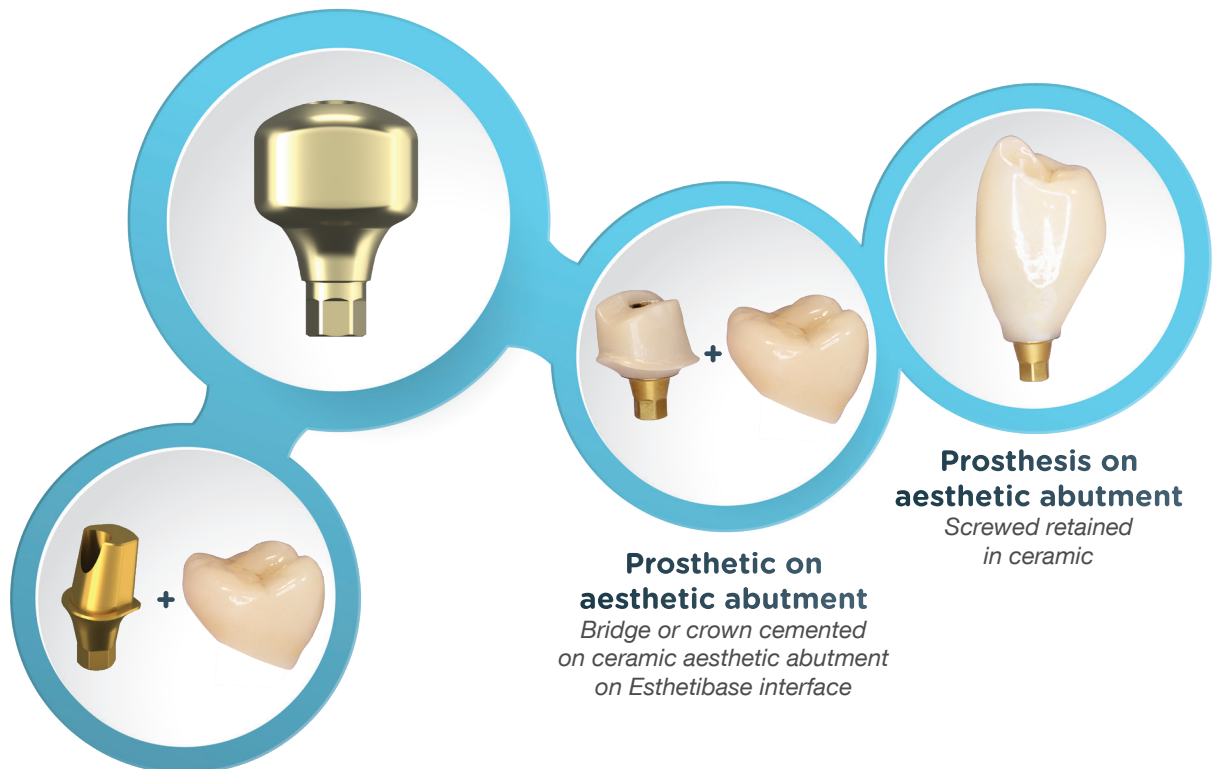 +
+
Prosthesis on
aesthetic abutment
Screwed retained
in ceramic
Prosthetic on
aesthetic abutment
Bridge or crown cemented
on ceramic aesthetic abutment
on Esthetibase interface